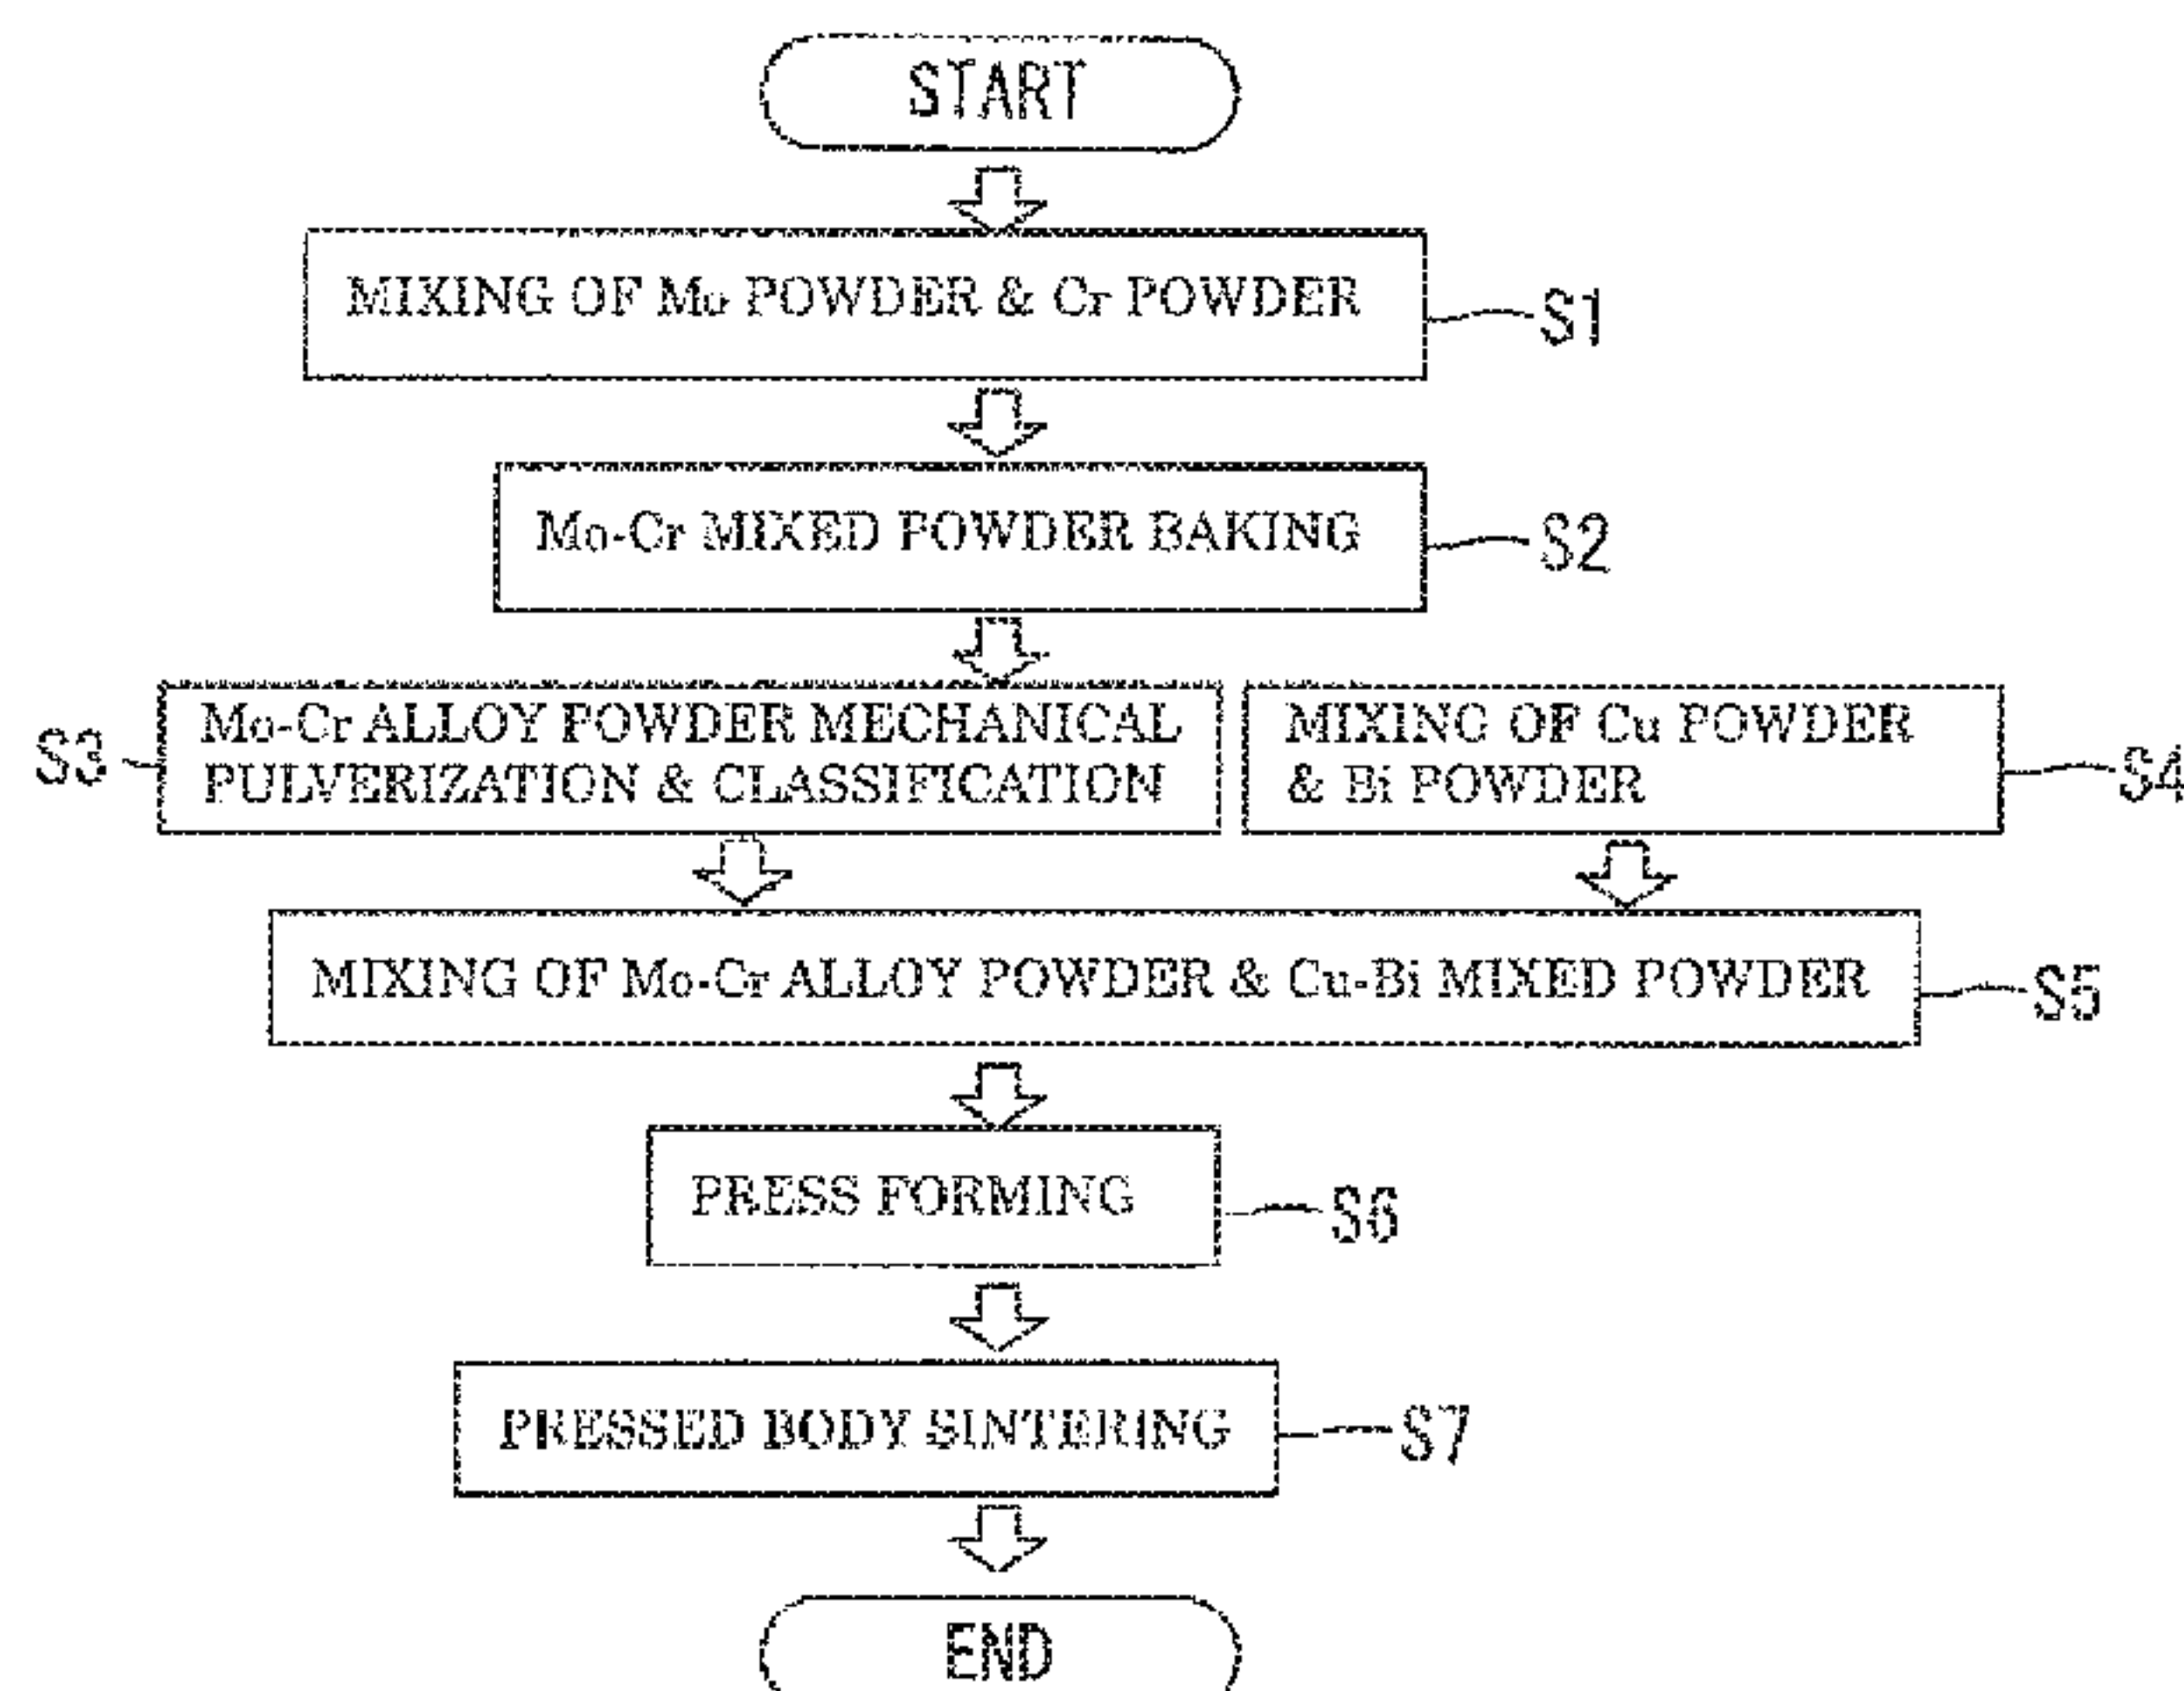 START
MIXING OF Mo POWDER & Cr POWDER
S1
Mo-Cr MIXED POWDER BAKING
S2
S3
Mo-Cr ALLOY POWDER MECHANICAL
PULVERIZATION & CLASSIFICATION
MIXING OF Cu POWDER
& Bi POWDER
S4
MIXING OF Mo-Cr ALLOY POWDER & Cu-Bi MIXED POWDER
S5
PRESS FORMING
S6
PRESSED BODY SINTERING
S7
END